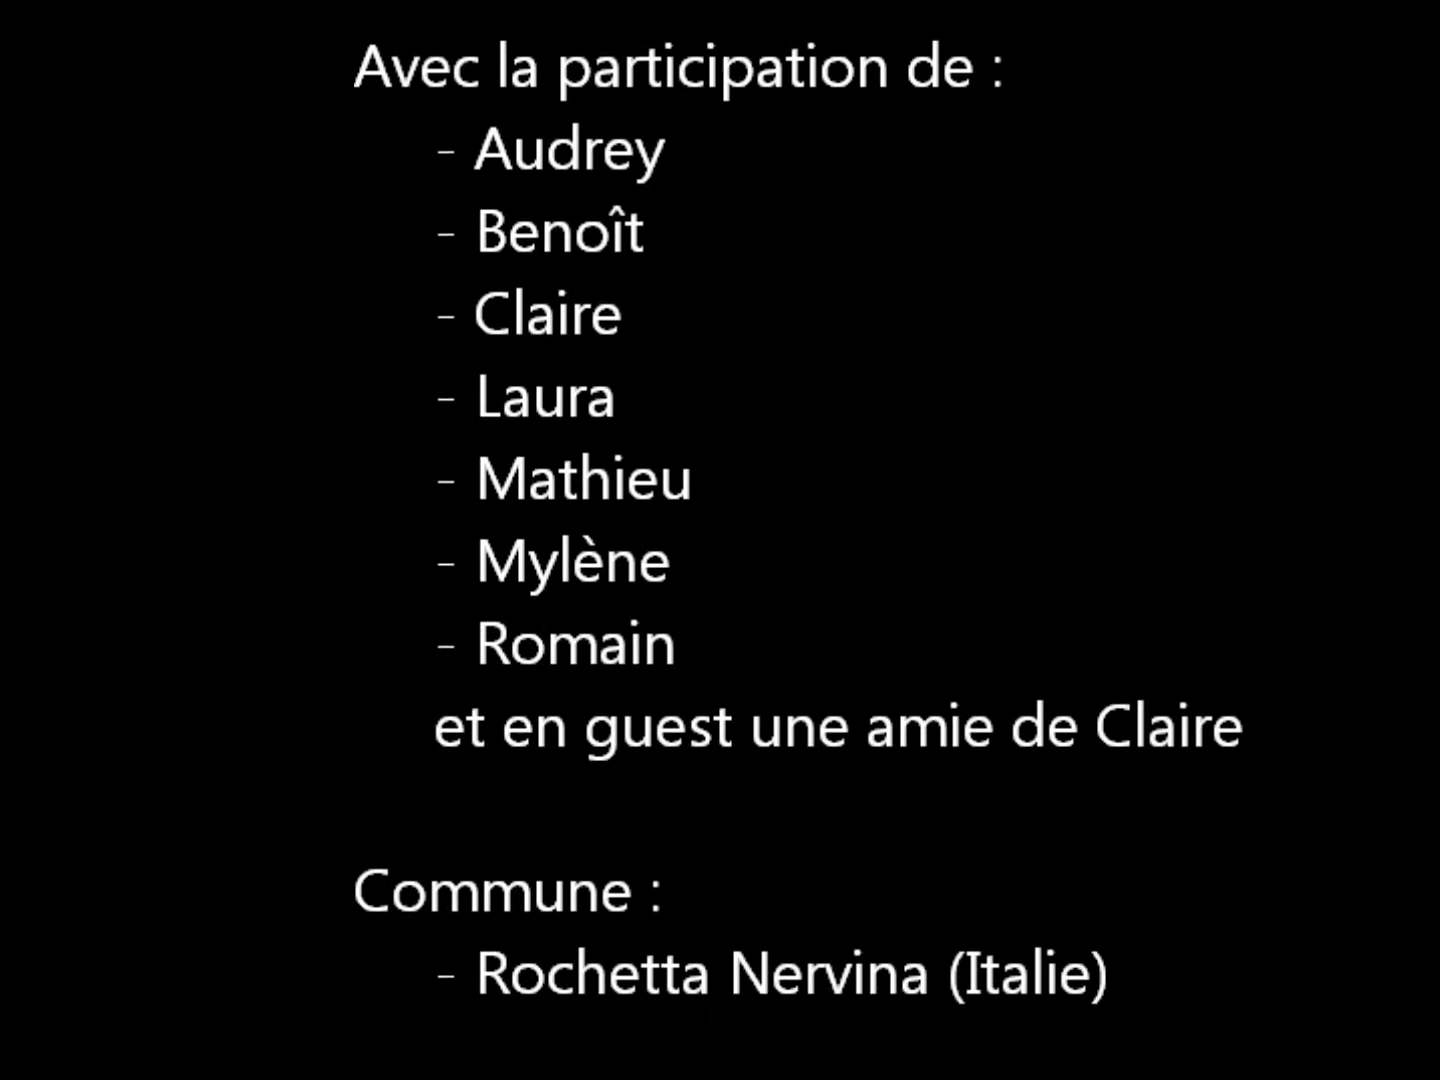 Avec la participation de :
- Audrey
- Benoît
- Claire
- Laura
- Mathieu
- Mylène
- Romain
et en guest une amie de Claire
Commune :
- Rochetta Nervina (Italie)